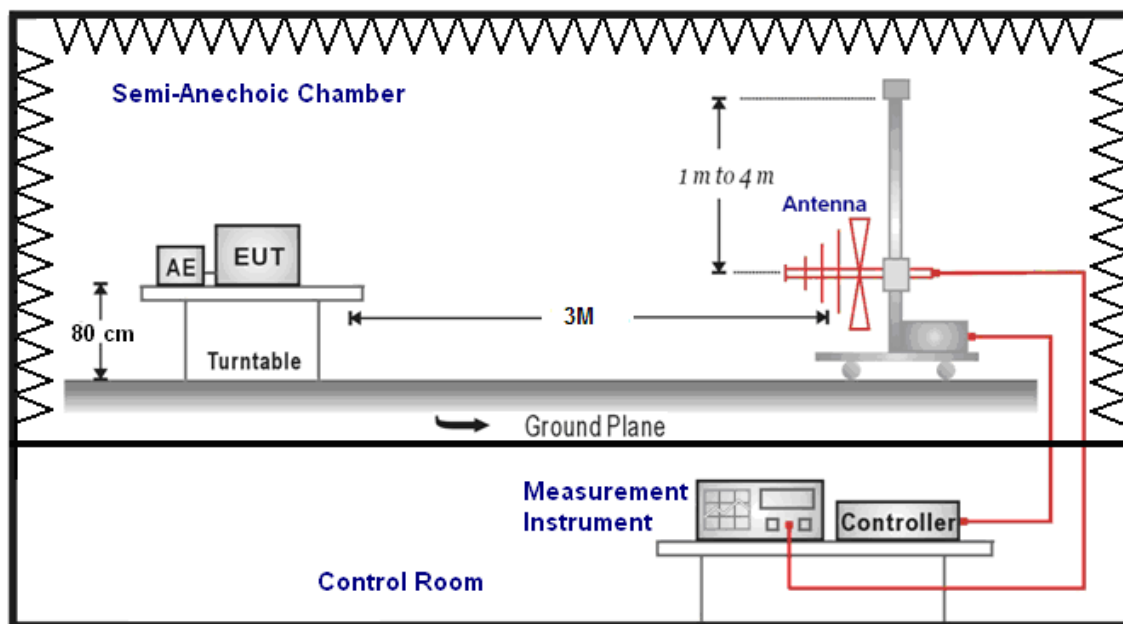 Semi-Anechoic Chamber
1 m to 4 m
Antenna
AE
EUT
80 cm
3M
Turntable
Ground Plane
Measurement
Instrument
Controller
Control Room